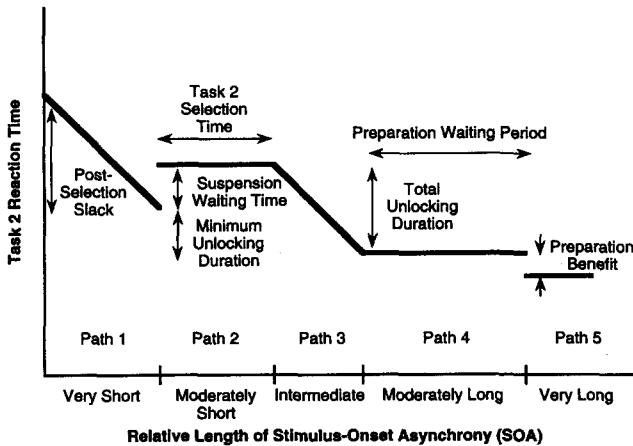 Task 2 Reaction Time
Task 2
Selection
Time
Preparation Waiting Period
Post-
Selection
Slack
Suspension
Waiting Time
Minimum
Unlocking
Duration
Total
Unlocking
Duration
Preparation
Benefit
Path 1
Path 2
Path 3
Path 4
Path 5
Very Short
Moderately
Short
Intermediate
Moderately Long
Very Long
Relative Length of Stimulus-Onset Asynchrony (SOA)